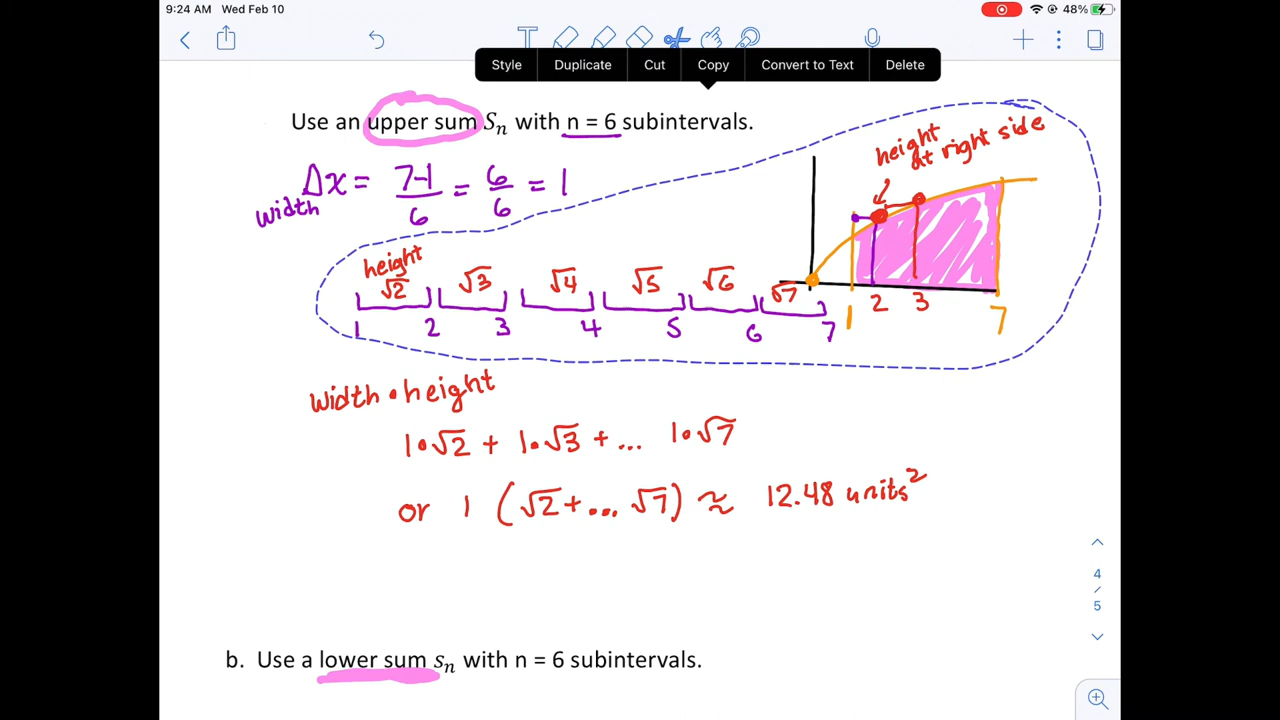 9:24 AM Wed Feb 10
48%
Style Duplicate Cut Copy Convert to Text Delete
Use an upper sum Sₙ with n = 6 subintervals.
Δx = 7-1/6 = 6/6 = 1
width
height
at right side
height
√2 √3 √4 √5 √6 √7
1 2 3 4 5 6 7
1 2 3 7
width • height
1•√2 + 1•√3 + ... 1•√7
or 1 (√2+... √7) ≈ 12.48 units²
4
/
5
b. Use a lower sum sₙ with n = 6 subintervals.